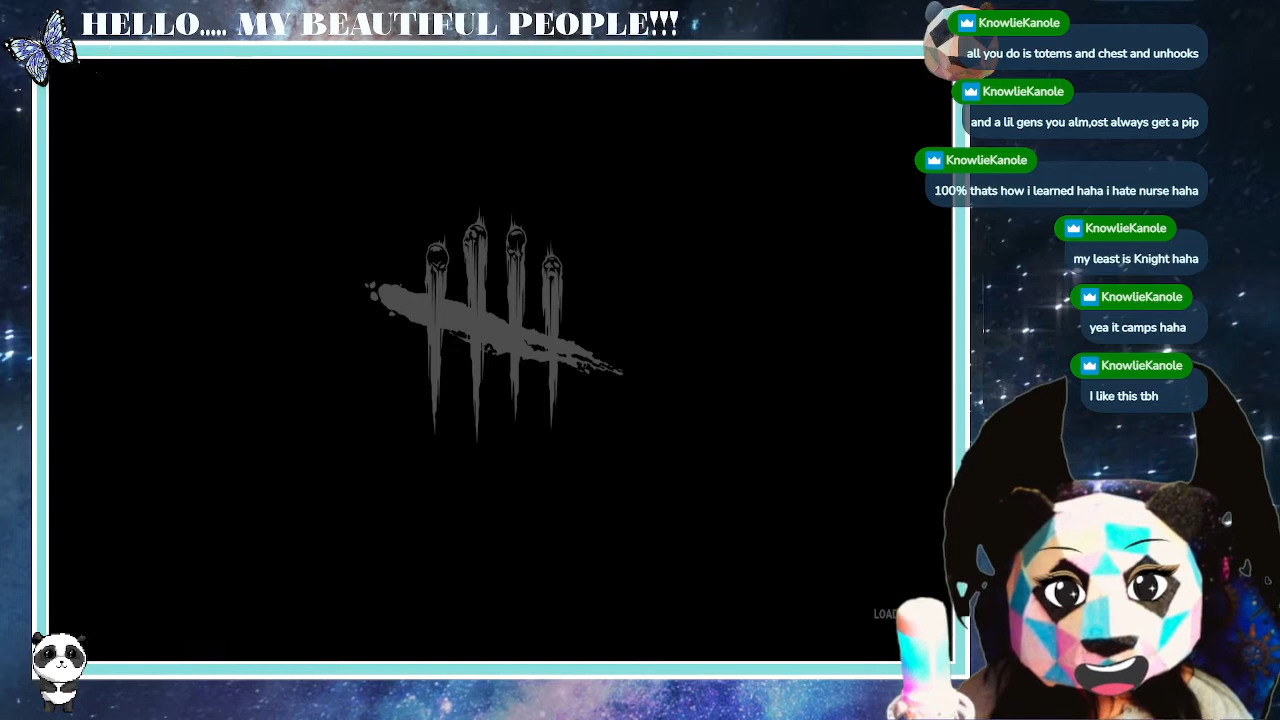 HELLO..... MY BEAUTIFUL PEOPLE!!!
KnowlieKanole
all you do is totems and chest and unhooks
KnowlieKanole
and a lil gens you alm,ost always get a pip
KnowlieKanole
100% thats how i learned haha i hate nurse haha
KnowlieKanole
my least is Knight haha
KnowlieKanole
yea it camps haha
KnowlieKanole
I like this tbh